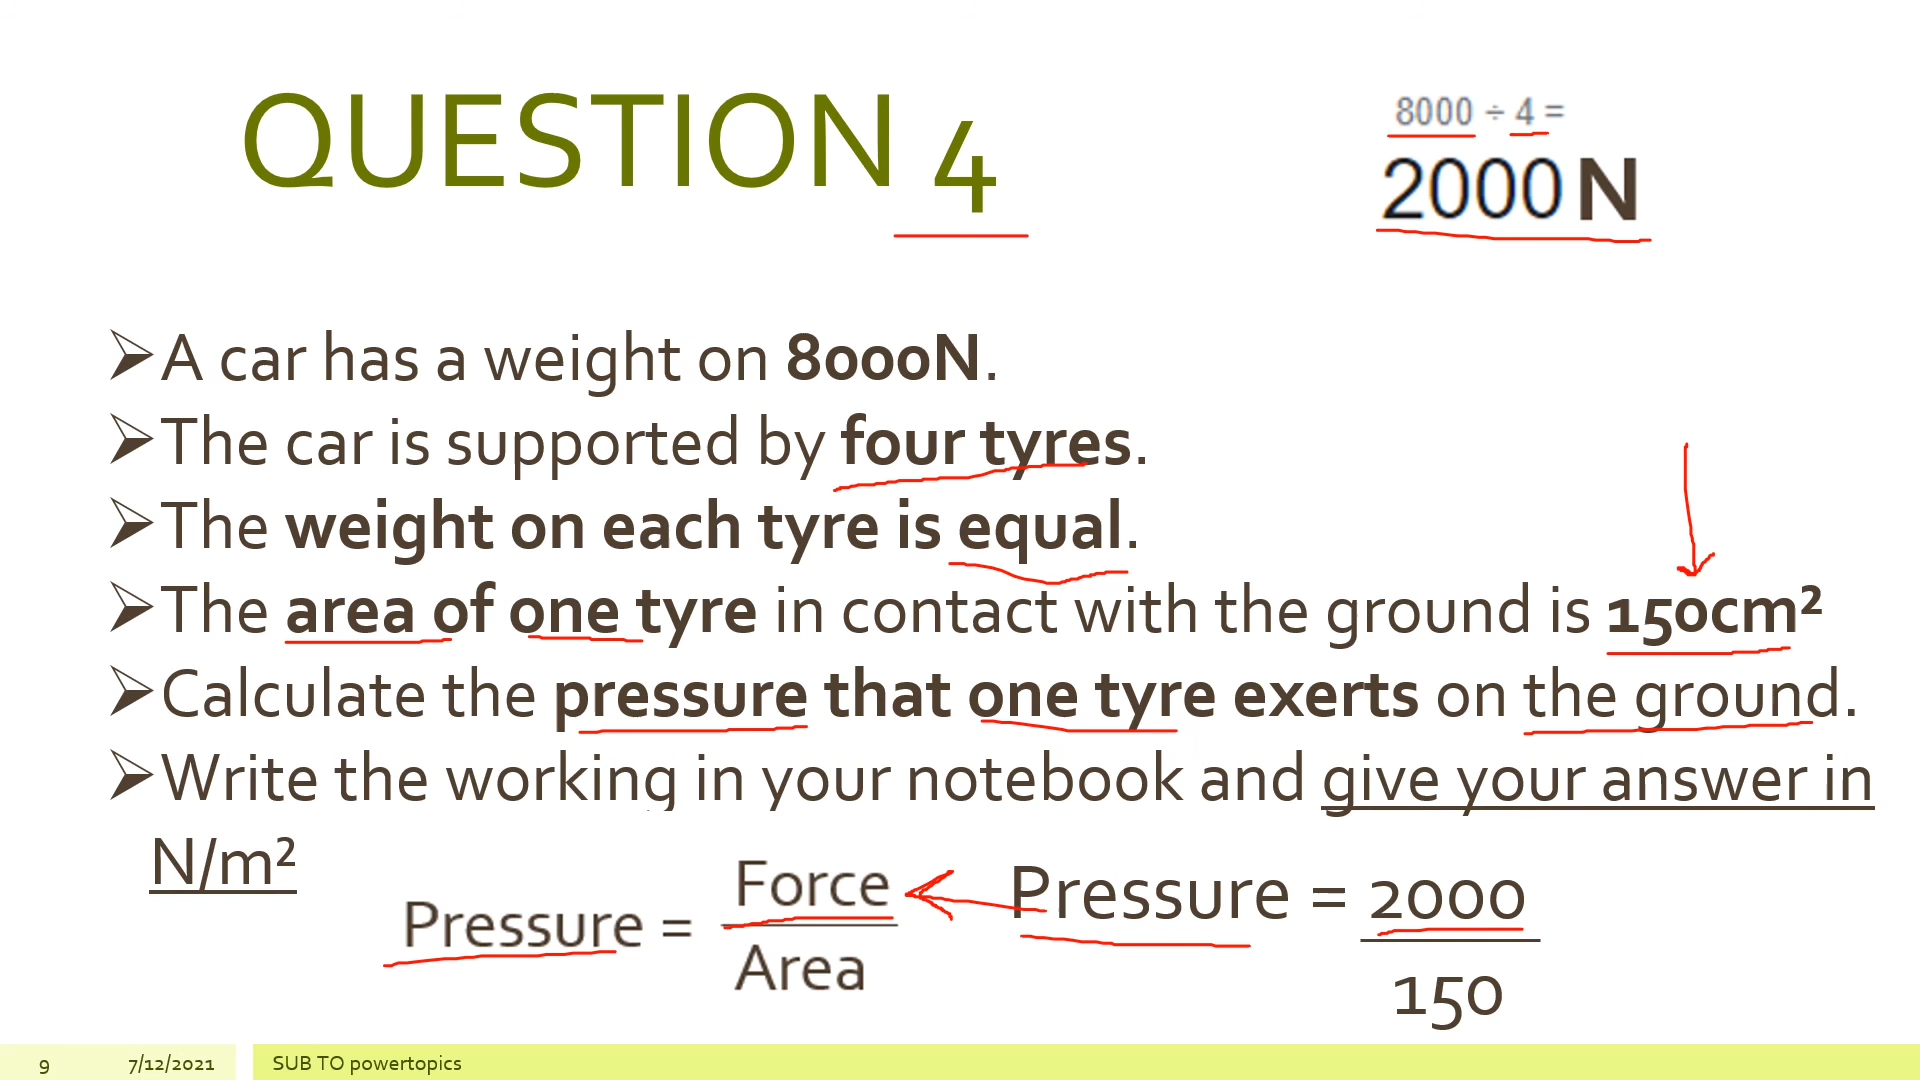 QUESTION 4
8000 ÷ 4 =
2000 N
➢A car has a weight on 8000N.
➢The car is supported by four tyres.
➢The weight on each tyre is equal.
➢The area of one tyre in contact with the ground is 150cm²
➢Calculate the pressure that one tyre exerts on the ground.
➢Write the working in your notebook and give your answer in
N/m²
Pressure = Force
Area
Pressure = 2000
150
9 7/12/2021 SUB TO powertopics